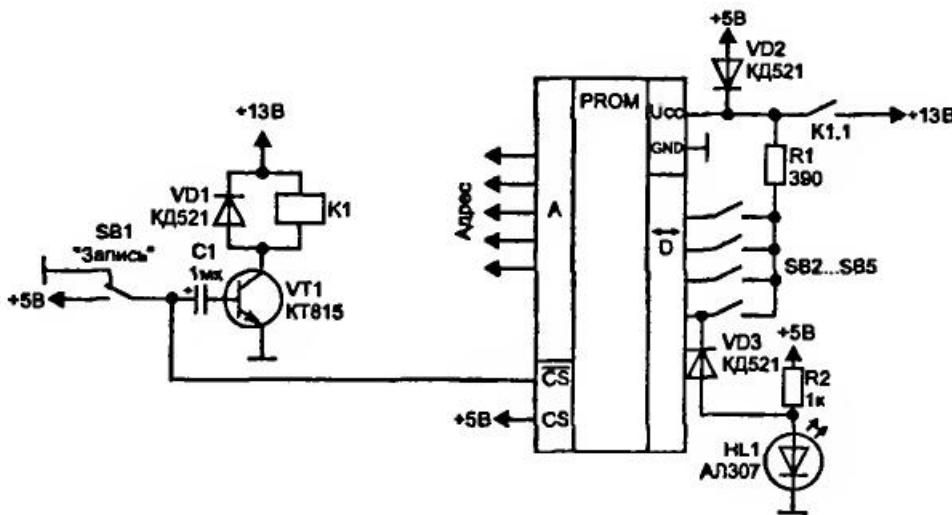 +5В
VD2
КД521
+13В
K1.1
R1
390
PROM
Ucc
GND
A
D
CS
CS
+5В
Адрес
+13В
VD1
КД521
K1
SB1
"Запись"
+5В
C1
1мк
+
VT1
КТ815
SB2...SB5
VD3
КД521
+5В
R2
1к
HL1
АЛ307